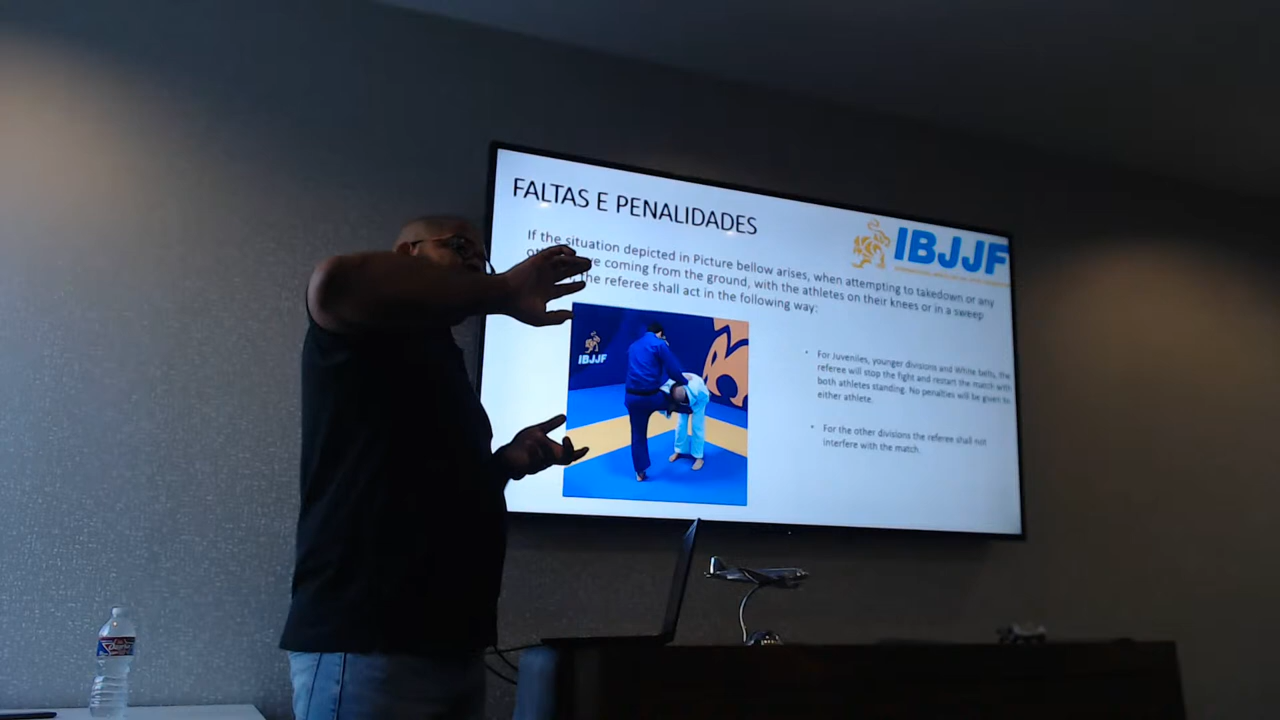 FALTAS E PENALIDADES
IBJJF
If the situation depicted in Picture bellow arises, when attempting to takedown or any
coming from the ground, with the athletes on their knees or in a sweep
the referee shall act in the following way:
IBJJF
For Juveniles, younger divisions and White belts, the
referee will stop the fight and restart the match with
both athletes standing. No penalties will be given to
either athlete.
For the other divisions the referee shall not
interfere with the match.